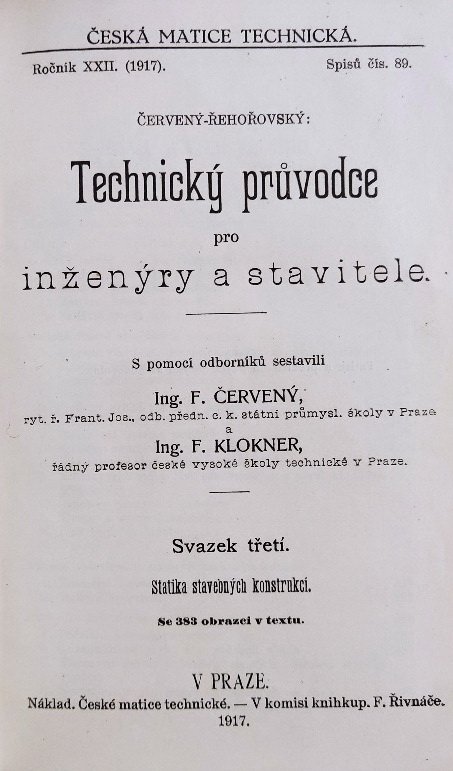 ČESKÁ MATICE TECHNICKÁ.
Ročník XXII. (1917). Spisů čís. 89.
ČERVENÝ-ŘEHOŘOVSKÝ:
Technický průvodce
pro
inženýry a stavitele.
S pomocí odborníků sestavili
Ing. F. ČERVENÝ,
ryt. ř. Frant. Jos., odb. předn. c. k. státní průmysl. školy v Praze
a
Ing. F. KLOKNER,
řádný profesor české vysoké školy technické v Praze.
Svazek třetí.
Statika stavebných konstrukcí.
Se 383 obrazci v textu.
V PRAZE.
Náklad. České matice technické. — V komisi knihkup. F. Řivnáče.
1917.